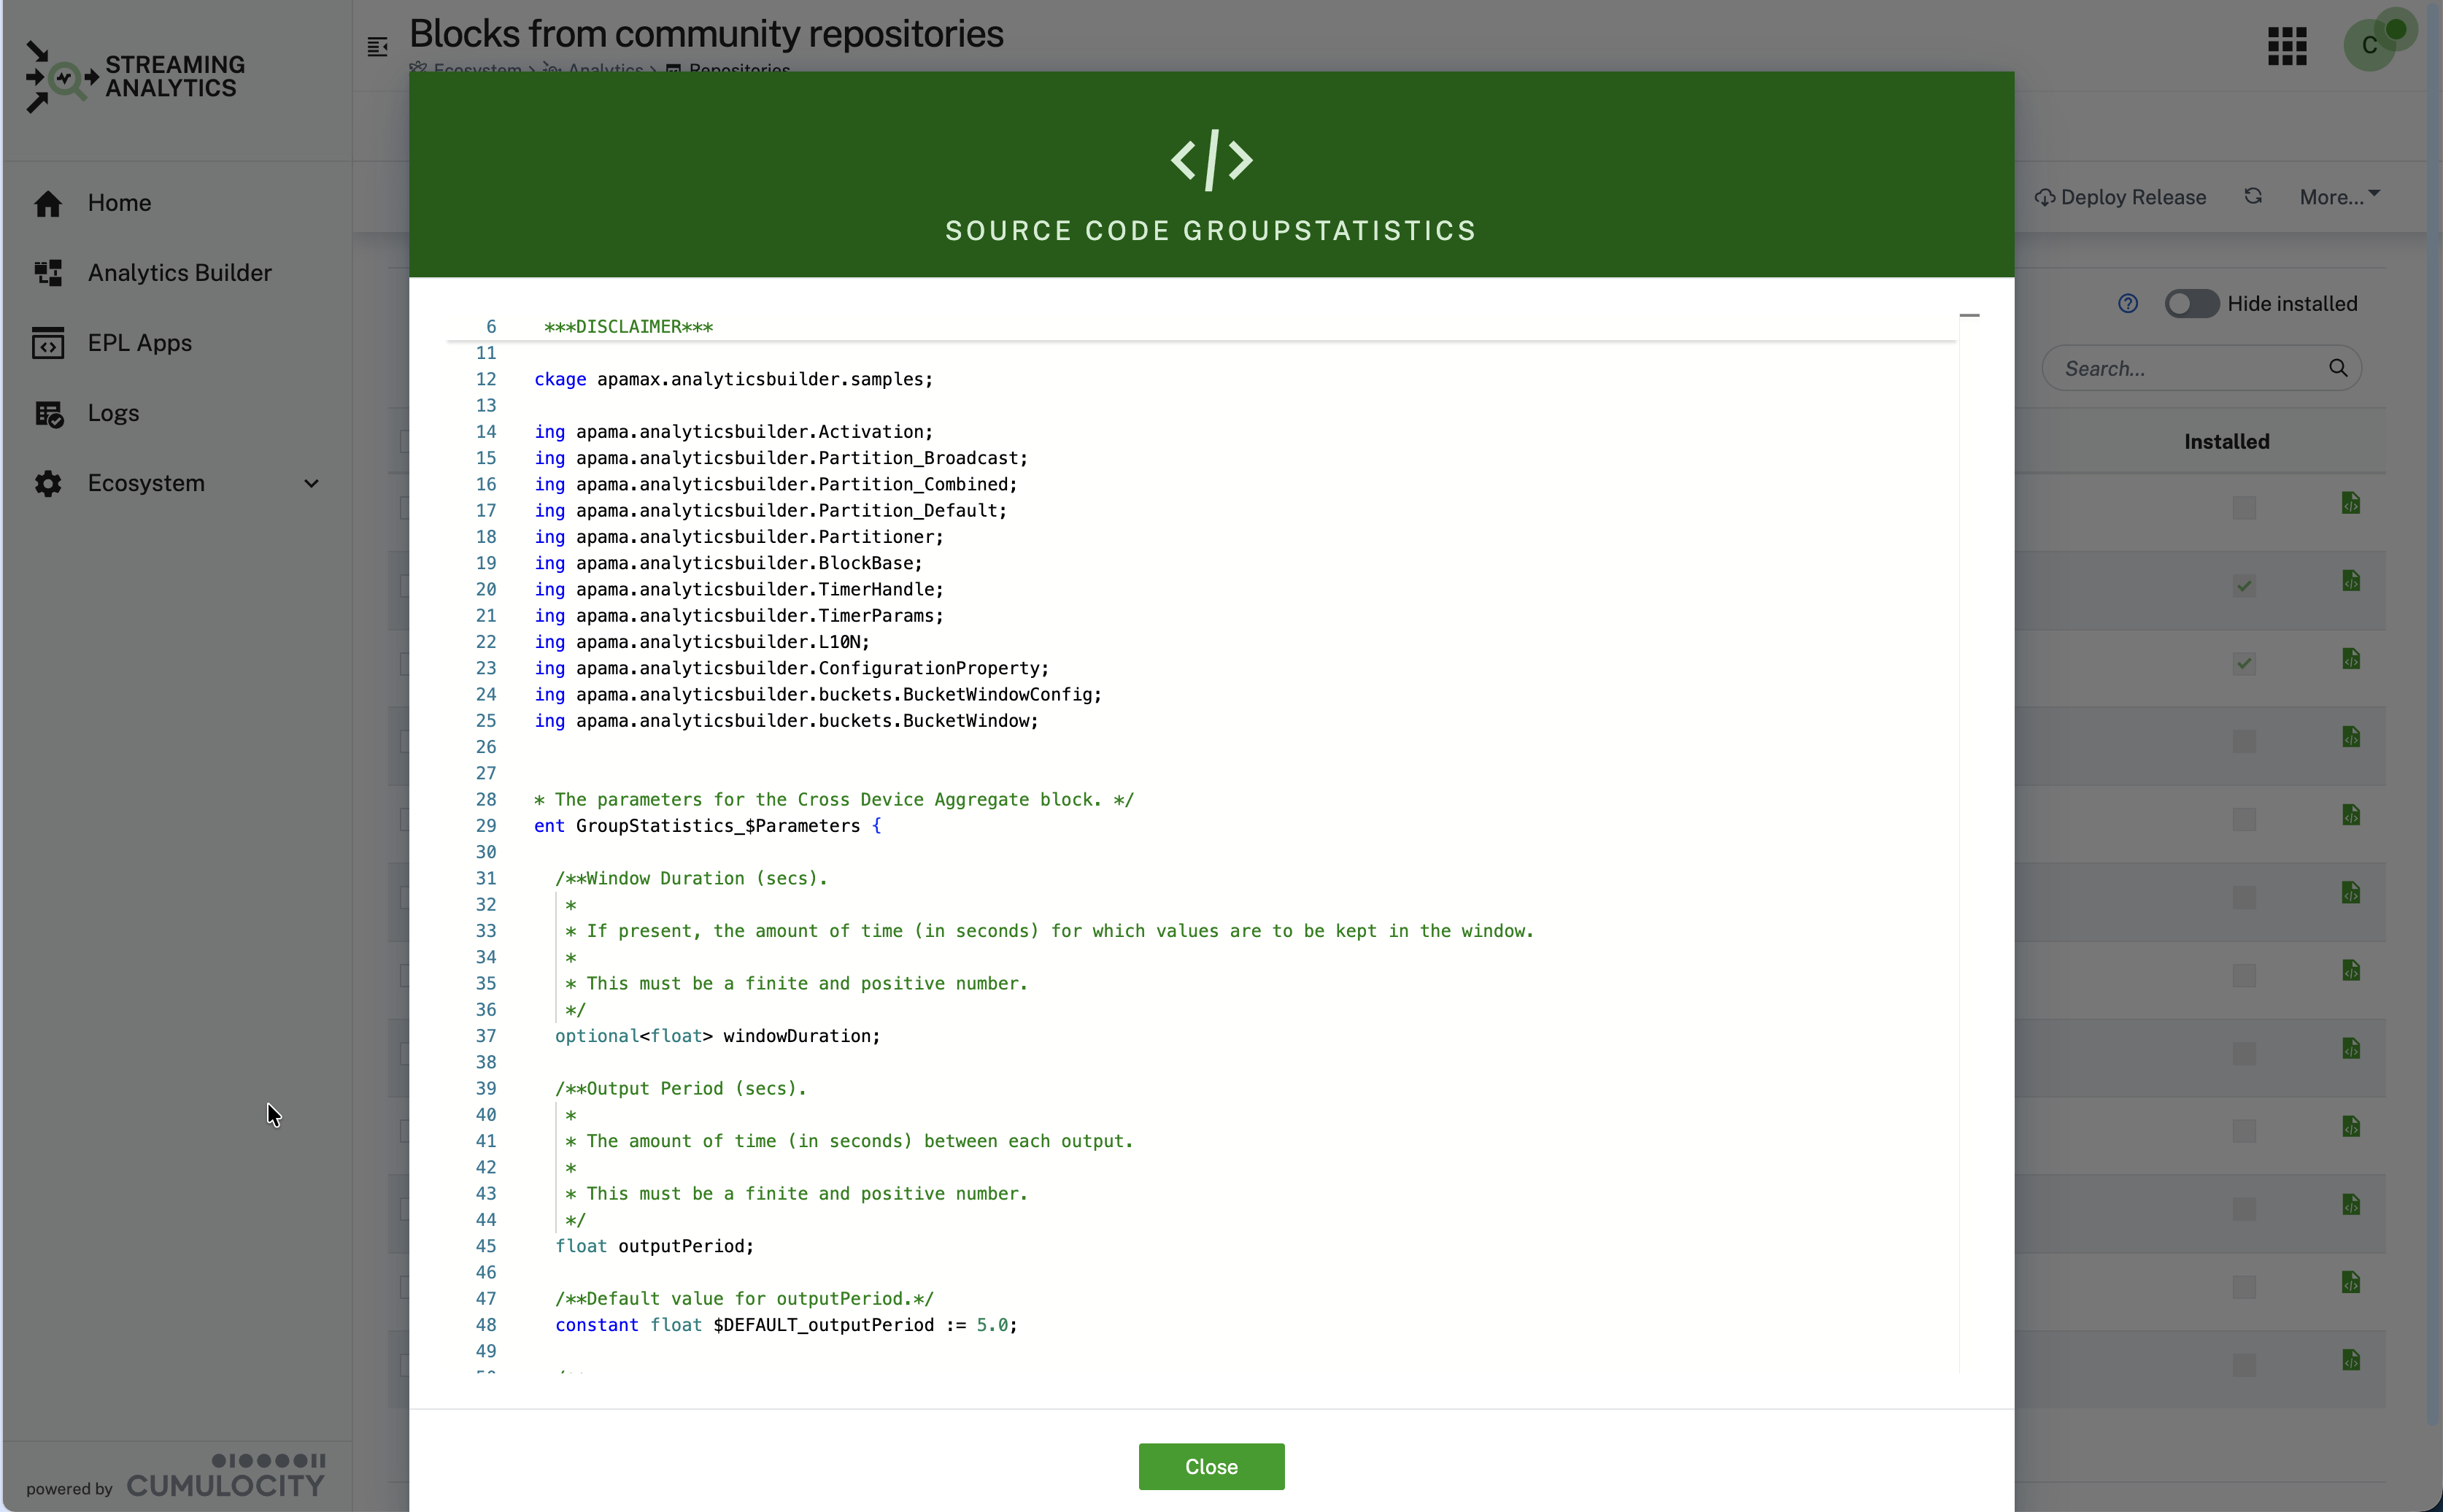 STREAMING
ANALYTICS
Home
Analytics Builder
EPL Apps
Logs
Ecosystem
powered by
CUMULOCITY
Blocks from community repositories
Ecosystem > Analytics > Repositories
C
Deploy Release
More...
Hide installed
Search...
Installed
</>
SOURCE CODE GROUPSTATISTICS
6 ***DISCLAIMER***
11
12 ckage apamax.analyticsbuilder.samples;
13
14 ing apama.analyticsbuilder.Activation;
15 ing apama.analyticsbuilder.Partition_Broadcast;
16 ing apama.analyticsbuilder.Partition_Combined;
17 ing apama.analyticsbuilder.Partition_Default;
18 ing apama.analyticsbuilder.Partitioner;
19 ing apama.analyticsbuilder.BlockBase;
20 ing apama.analyticsbuilder.TimerHandle;
21 ing apama.analyticsbuilder.TimerParams;
22 ing apama.analyticsbuilder.L10N;
23 ing apama.analyticsbuilder.ConfigurationProperty;
24 ing apama.analyticsbuilder.buckets.BucketWindowConfig;
25 ing apama.analyticsbuilder.buckets.BucketWindow;
26
27
28 * The parameters for the Cross Device Aggregate block. */
29 ent GroupStatistics_$Parameters {
30
31 /**Window Duration (secs).
32 *
33 * If present, the amount of time (in seconds) for which values are to be kept in the window.
34 *
35 * This must be a finite and positive number.
36 */
37 optional<float> windowDuration;
38
39 /**Output Period (secs).
40 *
41 * The amount of time (in seconds) between each output.
42 *
43 * This must be a finite and positive number.
44 */
45 float outputPeriod;
46
47 /**Default value for outputPeriod.*/
48 constant float $DEFAULT_outputPeriod := 5.0;
49
Close